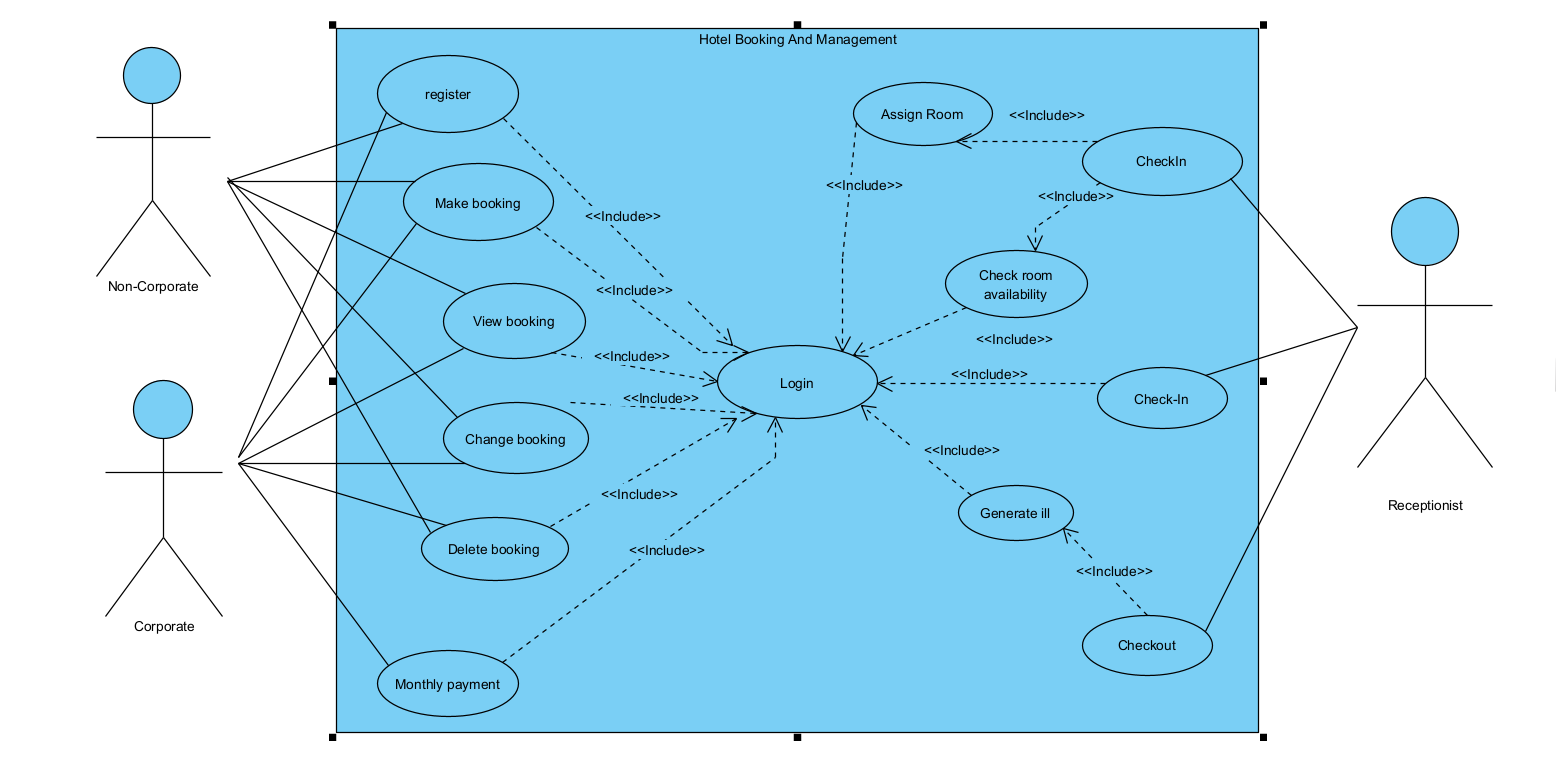 Hotel Booking And Management
register
Assign Room
<<Include>>
CheckIn
<<Include>>
<<Include>>
Make booking
<<Include>>
Non-Corporate
<<Include>>
Check room
availability
View booking
<<Include>>
<<Include>>
Login
<<Include>>
<<Include>>
Check-In
Change booking
<<Include>>
<<Include>>
Generate ill
Receptionist
Delete booking
<<Include>>
<<Include>>
Corporate
Checkout
Monthly payment